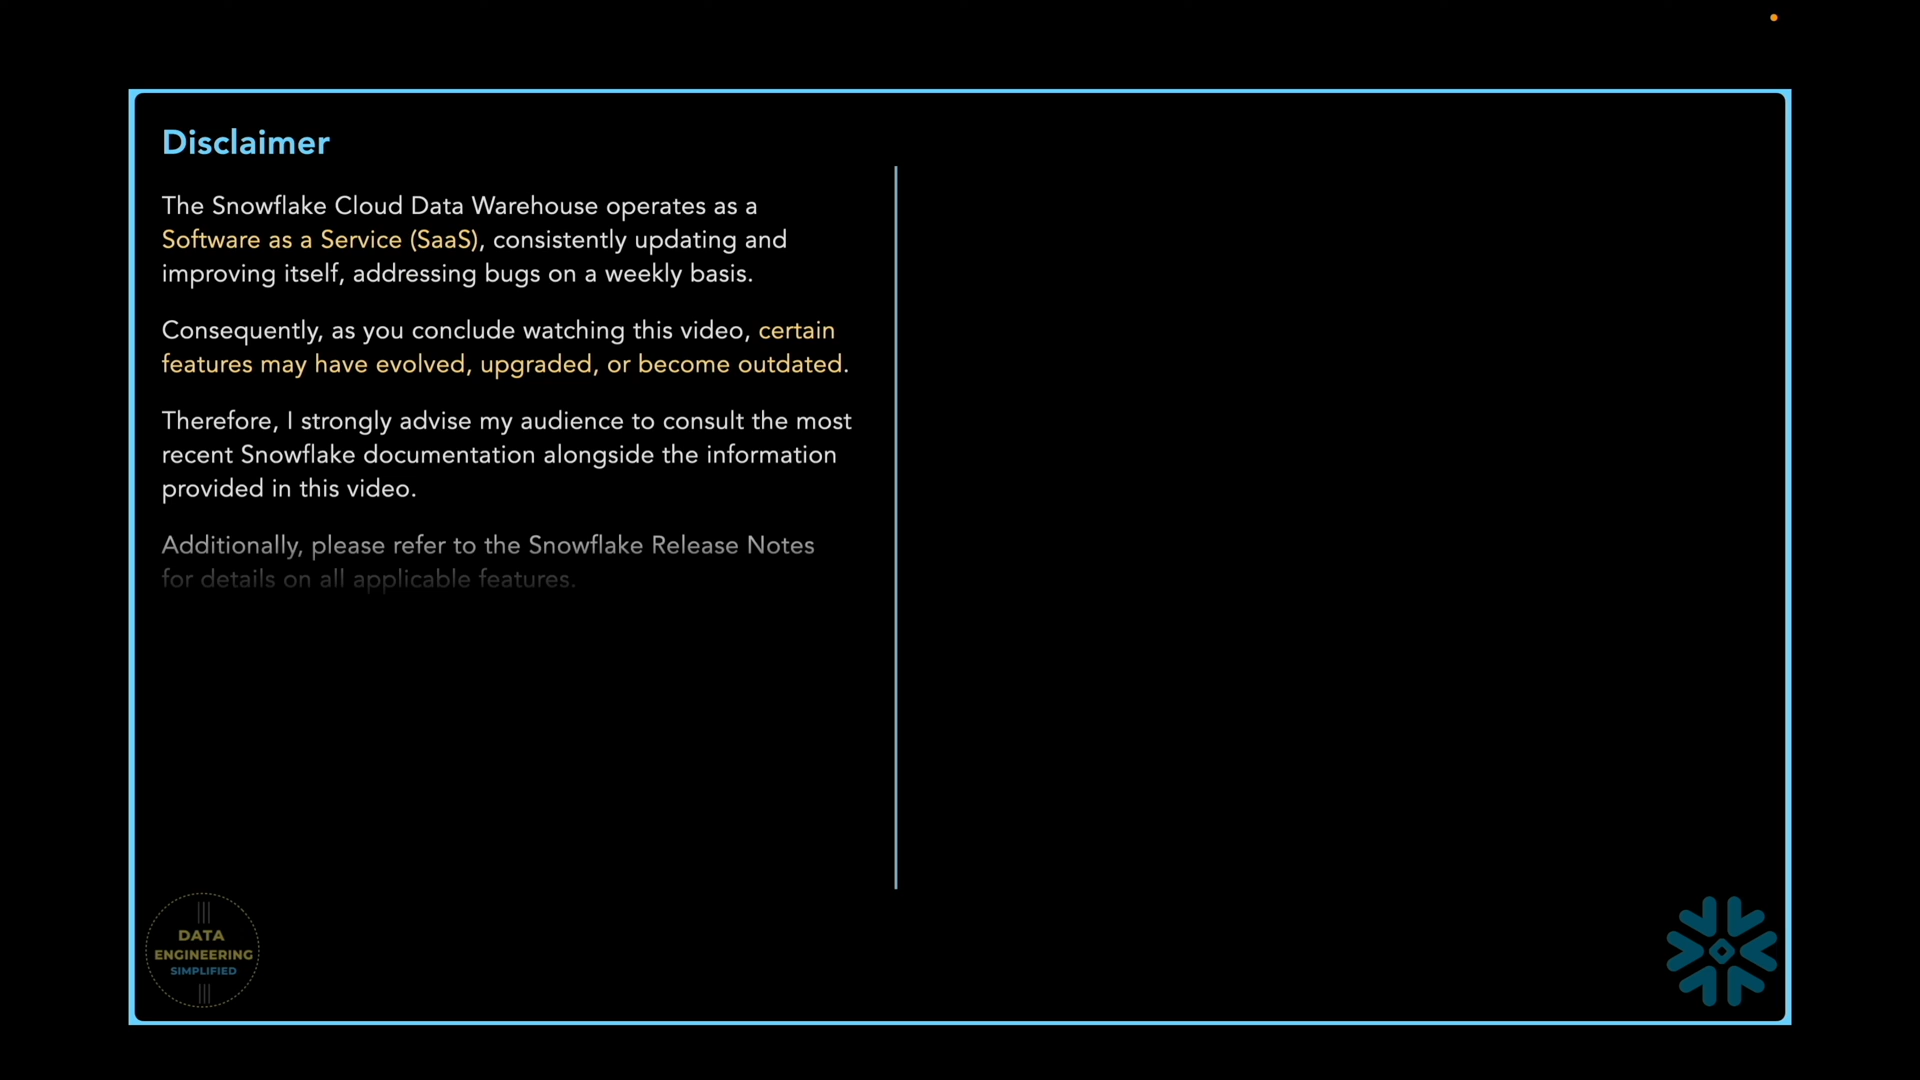 Disclaimer
The Snowflake Cloud Data Warehouse operates as a
Software as a Service (SaaS), consistently updating and
improving itself, addressing bugs on a weekly basis.
Consequently, as you conclude watching this video, certain
features may have evolved, upgraded, or become outdated.
Therefore, I strongly advise my audience to consult the most
recent Snowflake documentation alongside the information
provided in this video.
Additionally, please refer to the Snowflake Release Notes
for details on all applicable features.
DATA
ENGINEERING
SIMPLIFIED